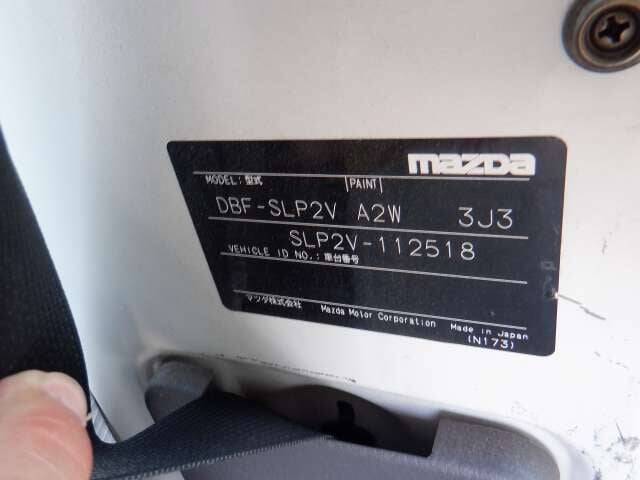 mazda
MODEL:型式 PAINT
DBF-SLP2V A2W 3J3
SLP2V-112518
VEHICLE ID NO.:車台番号
マツダ株式会社 Mazda Motor Corporation Made in Japan
(N173)